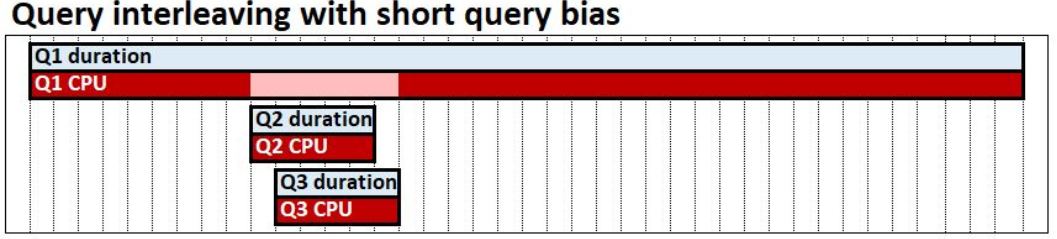 Query interleaving with short query bias
Q1 duration
Q1 CPU
Q2 duration
Q2 CPU
Q3 duration
Q3 CPU